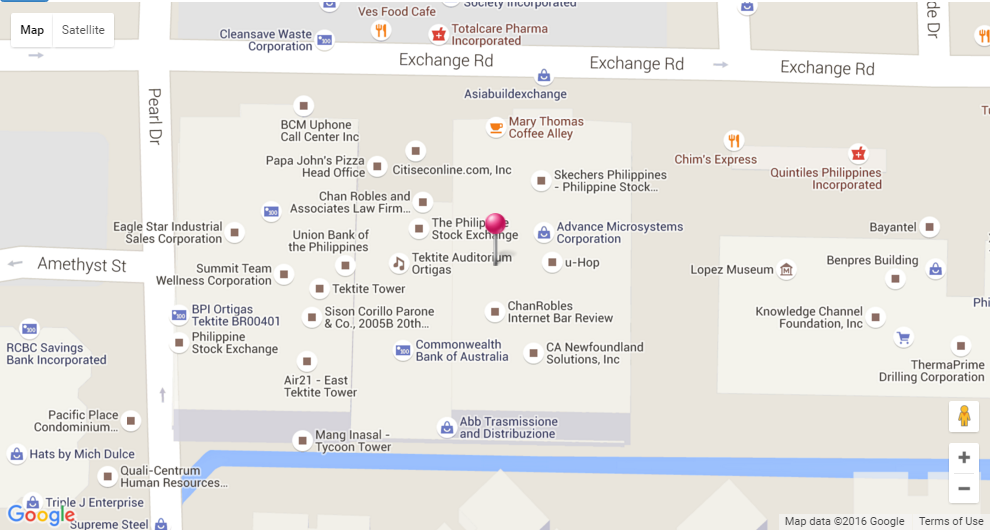 Map
Satellite
Ves Food Cafe
Society Incorporated
Cleansave Waste
Corporation
Totalcare Pharma
Incorporated
de Dr
Exchange Rd
Exchange Rd
Exchange Rd
Asiabuildexchange
Pearl Dr
BCM Uphone
Call Center Inc
Mary Thomas
Coffee Alley
Papa John's Pizza
Head Office
Citiseconline.com, Inc
Chim's Express
Quintiles Philippines
Incorporated
Skechers Philippines
- Philippine Stock...
Chan Robles and
Associates Law Firm...
Eagle Star Industrial
Sales Corporation
The Philippine
Stock Exchange
Advance Microsystems
Corporation
Bayantel
Union Bank of
the Philippines
Amethyst St
Tektite Auditorium
Ortigas
u-Hop
Lopez Museum
Benpres Building
Summit Team
Wellness Corporation
Tektite Tower
Phi
BPI Ortigas
Tektite BR00401
Sison Corillo Parone
& Co., 2005B 20th...
ChanRobles
Internet Bar Review
Knowledge Channel
Foundation, Inc
RCBC Savings
Bank Incorporated
Philippine
Stock Exchange
Commonwealth
Bank of Australia
CA Newfoundland
Solutions, Inc
ThermaPrime
Drilling Corporation
Air21 - East
Tektite Tower
Pacific Place
Condominium...
Abb Trasmissione
and Distribuzione
Mang Inasal -
Tycoon Tower
Hats by Mich Dulce
Quali-Centrum
Human Resources...
Triple J Enterprise
Google
Supreme Steel
Map data ©2016 Google
Terms of Use